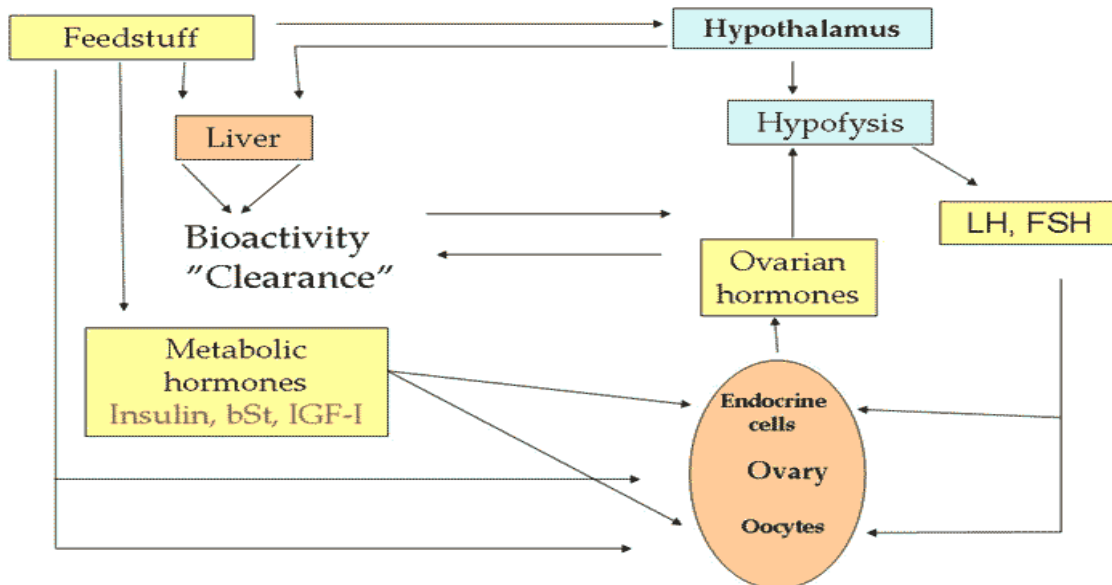 Feedstuff
Hypothalamus
Liver
Hypofysis
Bioactivity
"Clearance"
LH, FSH
Ovarian
hormones
Metabolic
hormones
Insulin, bSt, IGF-I
Endocrine
cells
Ovary
Oocytes